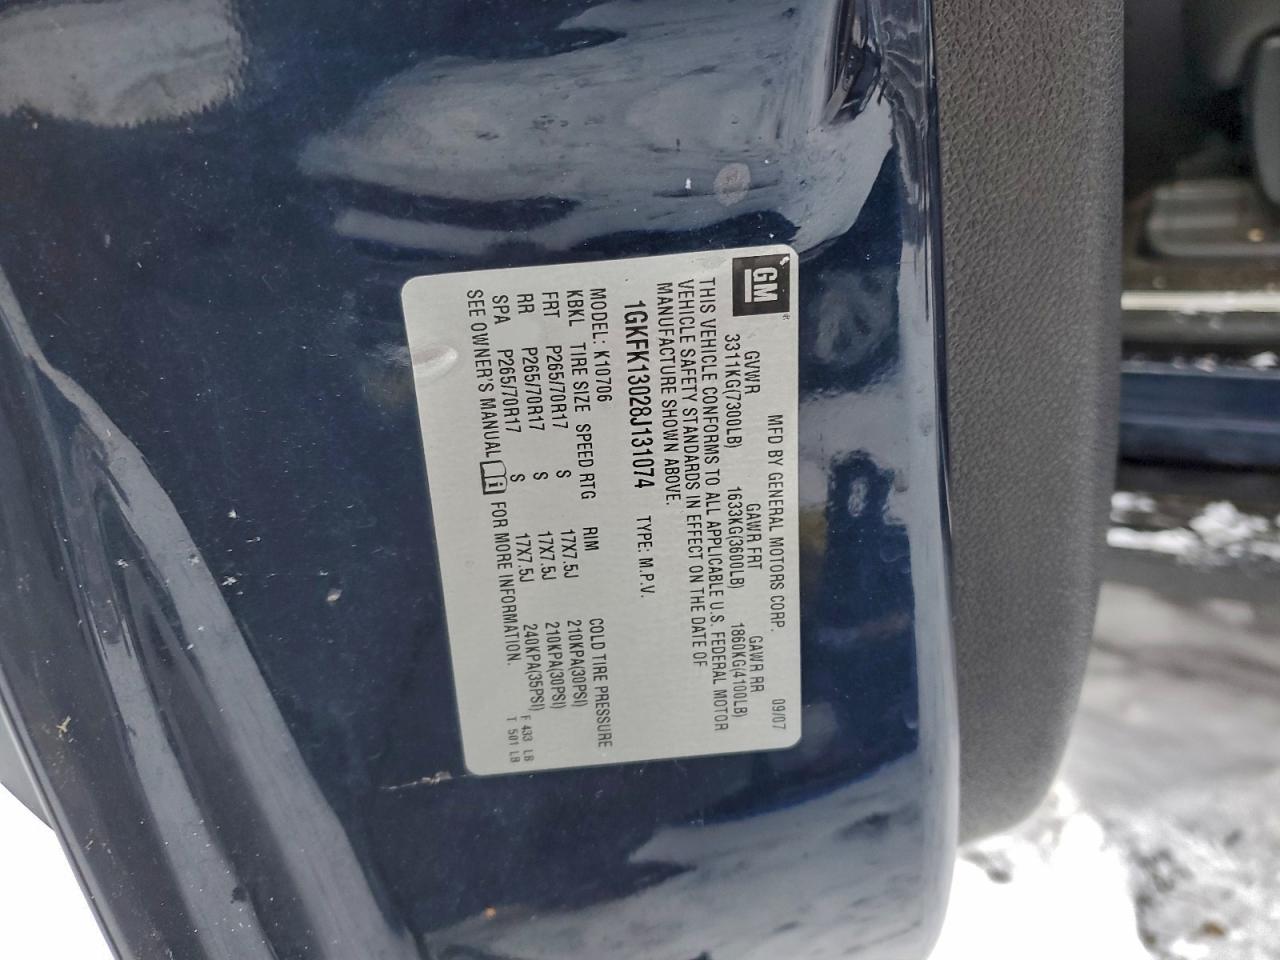 GM
MFD BY GENERAL MOTORS CORP. 09/07
GVWR GAWR FRT GAWR RR
3311KG(7300LB) 1633KG(3600LB) 1860KG(4100LB)
THIS VEHICLE CONFORMS TO ALL APPLICABLE U.S. FEDERAL MOTOR
VEHICLE SAFETY STANDARDS IN EFFECT ON THE DATE OF
MANUFACTURE SHOWN ABOVE.
1GKFK13028J131074 TYPE: M.P.V.
MODEL: K10706
KBKL TIRE SIZE SPEED RTG RIM COLD TIRE PRESSURE
FRT P265/70R17 S 17X7.5J 210KPA(30PSI)
RR P265/70R17 S 17X7.5J 210KPA(30PSI)
SPA P265/70R17 S 17X7.5J 240KPA(35PSI)
SEE OWNER'S MANUAL FOR MORE INFORMATION.
F 433 LB
T 501 LB